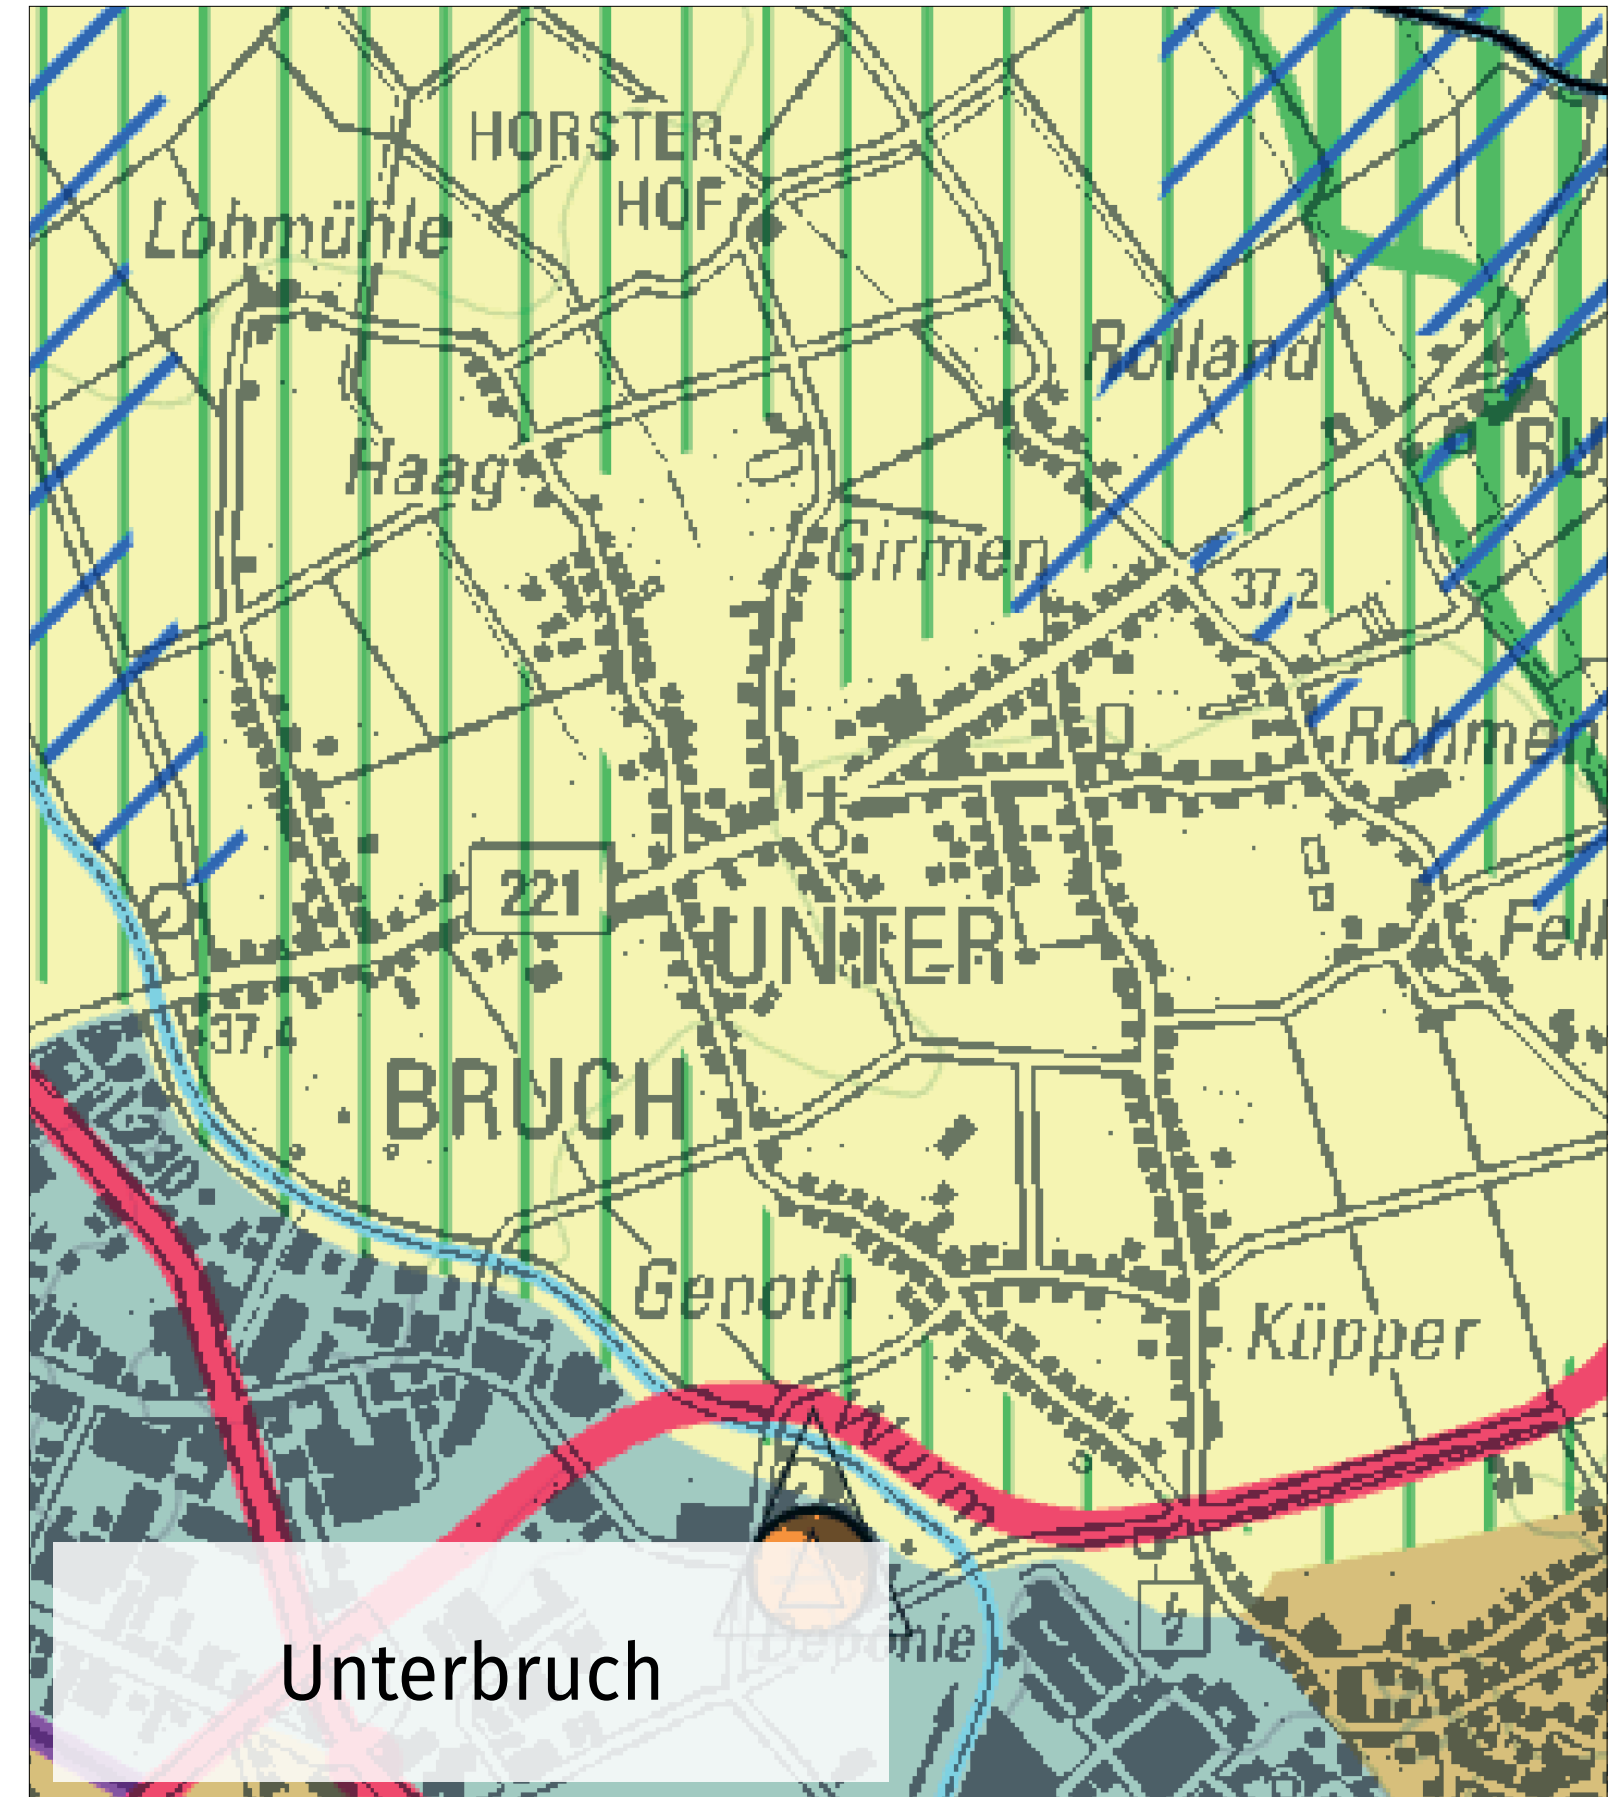 HORSTER-
HOF
Lohmühle
Rolland
Haag
RU
Girmen
37,2
Rohmen
221
UNTER
Fell
37,4
BRUCH
Genoth
Küpper
Wurm
Deponie
Unterbruch